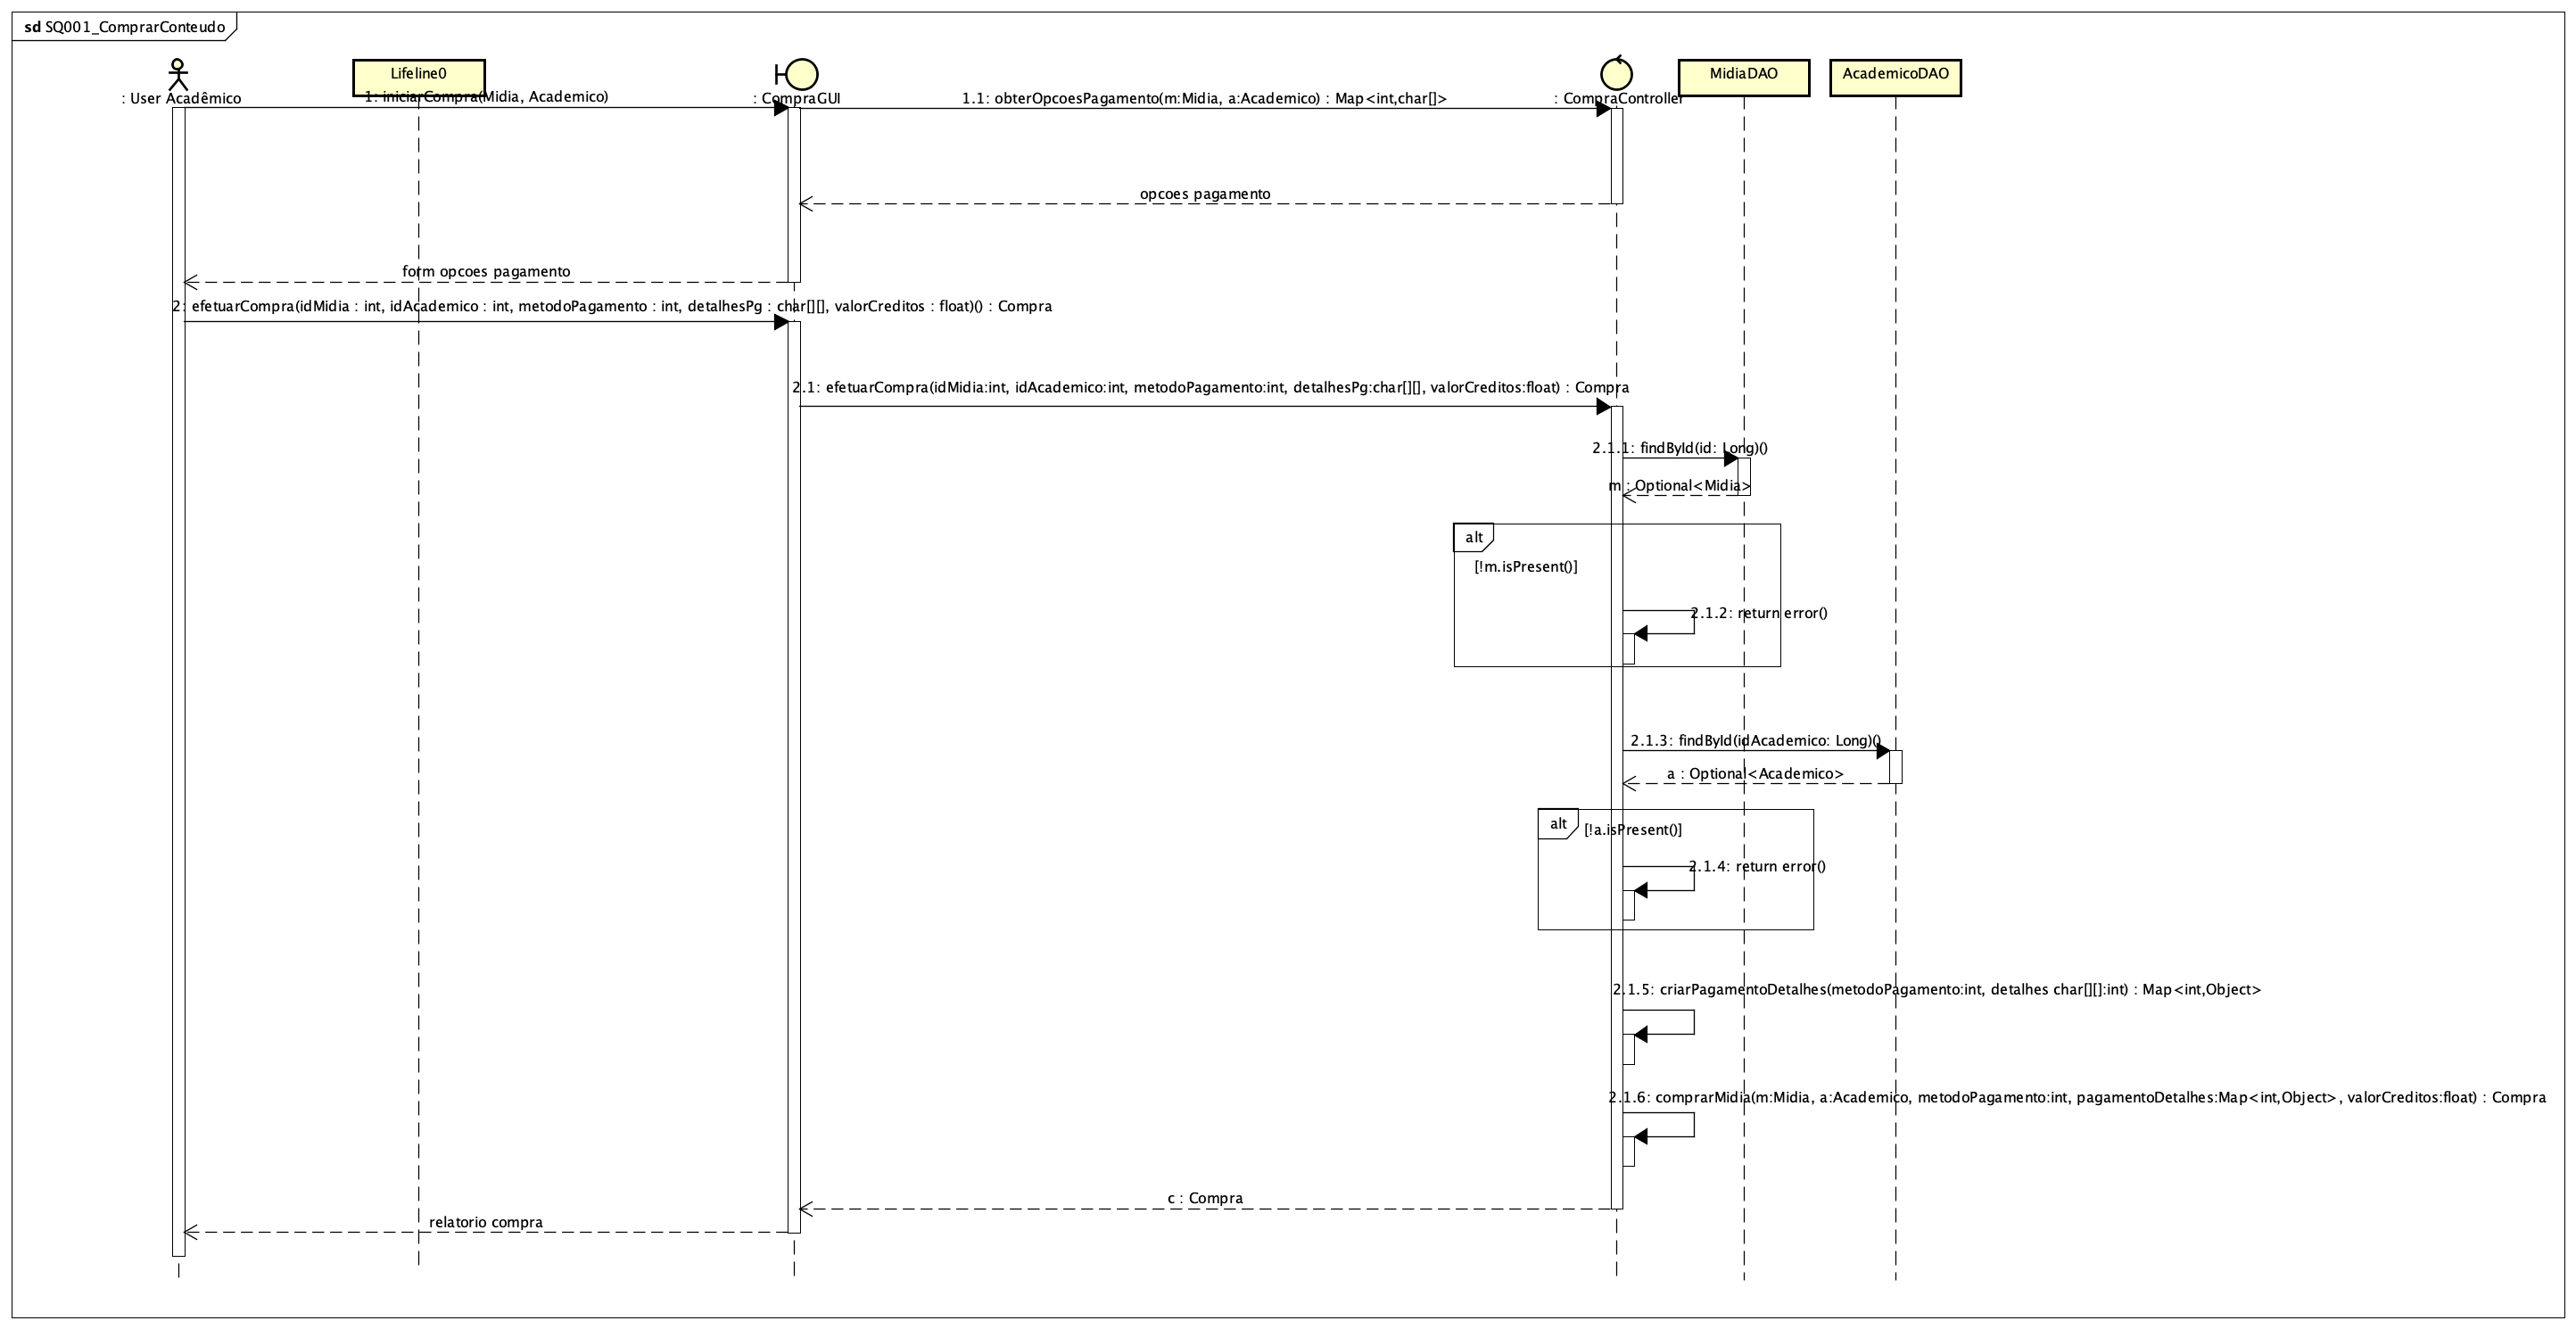 sd SQ001_ComprarConteudo
Lifeline0
MidiaDAO
AcademicoDAO
: User Acadêmico
1: iniciarCompra(Midia, Academico)
: CompraGUI
1.1: obterOpcoesPagamento(m:Midia, a:Academico) : Map<int,char[]>
: CompraController
opcoes pagamento
form opcoes pagamento
2: efetuarCompra(idMidia : int, idAcademico : int, metodoPagamento : int, detalhesPg : char[][], valorCreditos : float)() : Compra
2.1: efetuarCompra(idMidia:int, idAcademico:int, metodoPagamento:int, detalhesPg:char[][], valorCreditos:float) : Compra
2.1.1: findById(id: Long)()
m : Optional<Midia>
alt
[!m.isPresent()]
2.1.2: return error()
2.1.3: findById(idAcademico: Long)()
a : Optional<Academico>
alt
[!a.isPresent()]
2.1.4: return error()
2.1.5: criarPagamentoDetalhes(metodoPagamento:int, detalhes char[][]:int) : Map<int,Object>
2.1.6: comprarMidia(m:Midia, a:Academico, metodoPagamento:int, pagamentoDetalhes:Map<int,Object>, valorCreditos:float) : Compra
c : Compra
relatorio compra